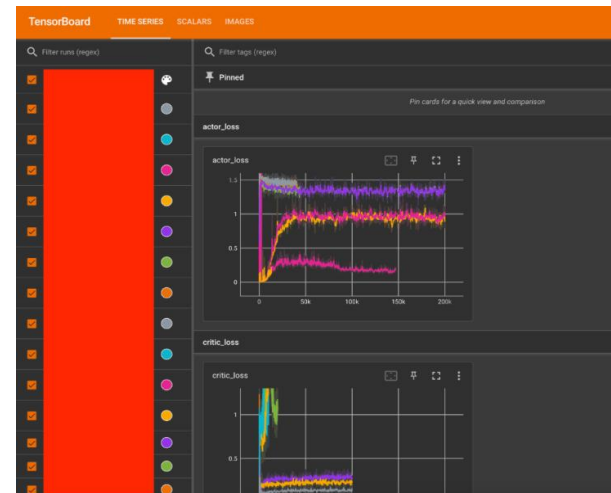 TensorBoard TIME SERIES SCALARS IMAGES
Filter runs (regex)
Filter tags (regex)
Pinned
Pin cards for a quick view and comparison
actor_loss
actor_loss
1.5
1
0.5
0
0 50k 100k 150k 200k
critic_loss
critic_loss
1
0.5